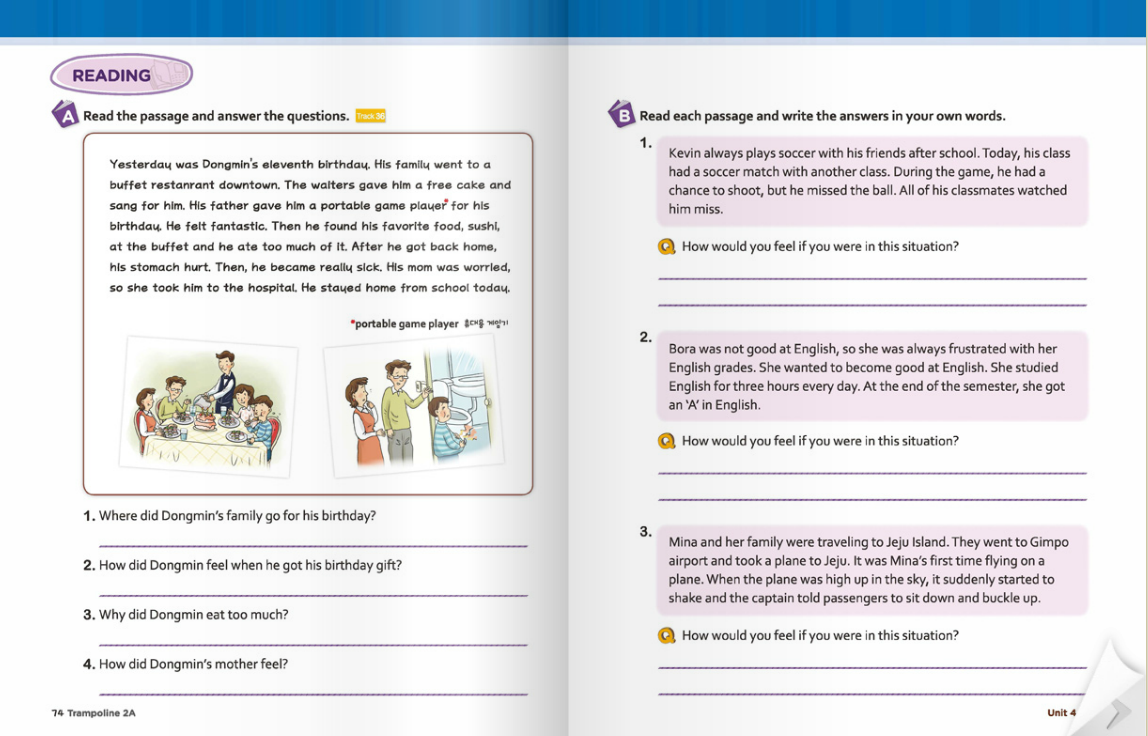 READING
A Read the passage and answer the questions. Track 36
Yesterday was Dongmin's eleventh birthday. His family went to a
buffet restanrant downtown. The waiters gave him a free cake and
sang for him. His father gave him a portable game player* for his
birthday. He felt fantastic. Then he found his favorite food, sushi,
at the buffet and he ate too much of it. After he got back home,
his stomach hurt. Then, he became really sick. His mom was worried,
so she took him to the hospital. He stayed home from school today.
*portable game player 휴대용 게임기
1. Where did Dongmin's family go for his birthday?
2. How did Dongmin feel when he got his birthday gift?
3. Why did Dongmin eat too much?
4. How did Dongmin's mother feel?
74 Trampoline 2A
B Read each passage and write the answers in your own words.
1.
Kevin always plays soccer with his friends after school. Today, his class
had a soccer match with another class. During the game, he had a
chance to shoot, but he missed the ball. All of his classmates watched
him miss.
Q How would you feel if you were in this situation?
2.
Bora was not good at English, so she was always frustrated with her
English grades. She wanted to become good at English. She studied
English for three hours every day. At the end of the semester, she got
an 'A' in English.
Q How would you feel if you were in this situation?
3.
Mina and her family were traveling to Jeju Island. They went to Gimpo
airport and took a plane to Jeju. It was Mina's first time flying on a
plane. When the plane was high up in the sky, it suddenly started to
shake and the captain told passengers to sit down and buckle up.
Q How would you feel if you were in this situation?
Unit 4